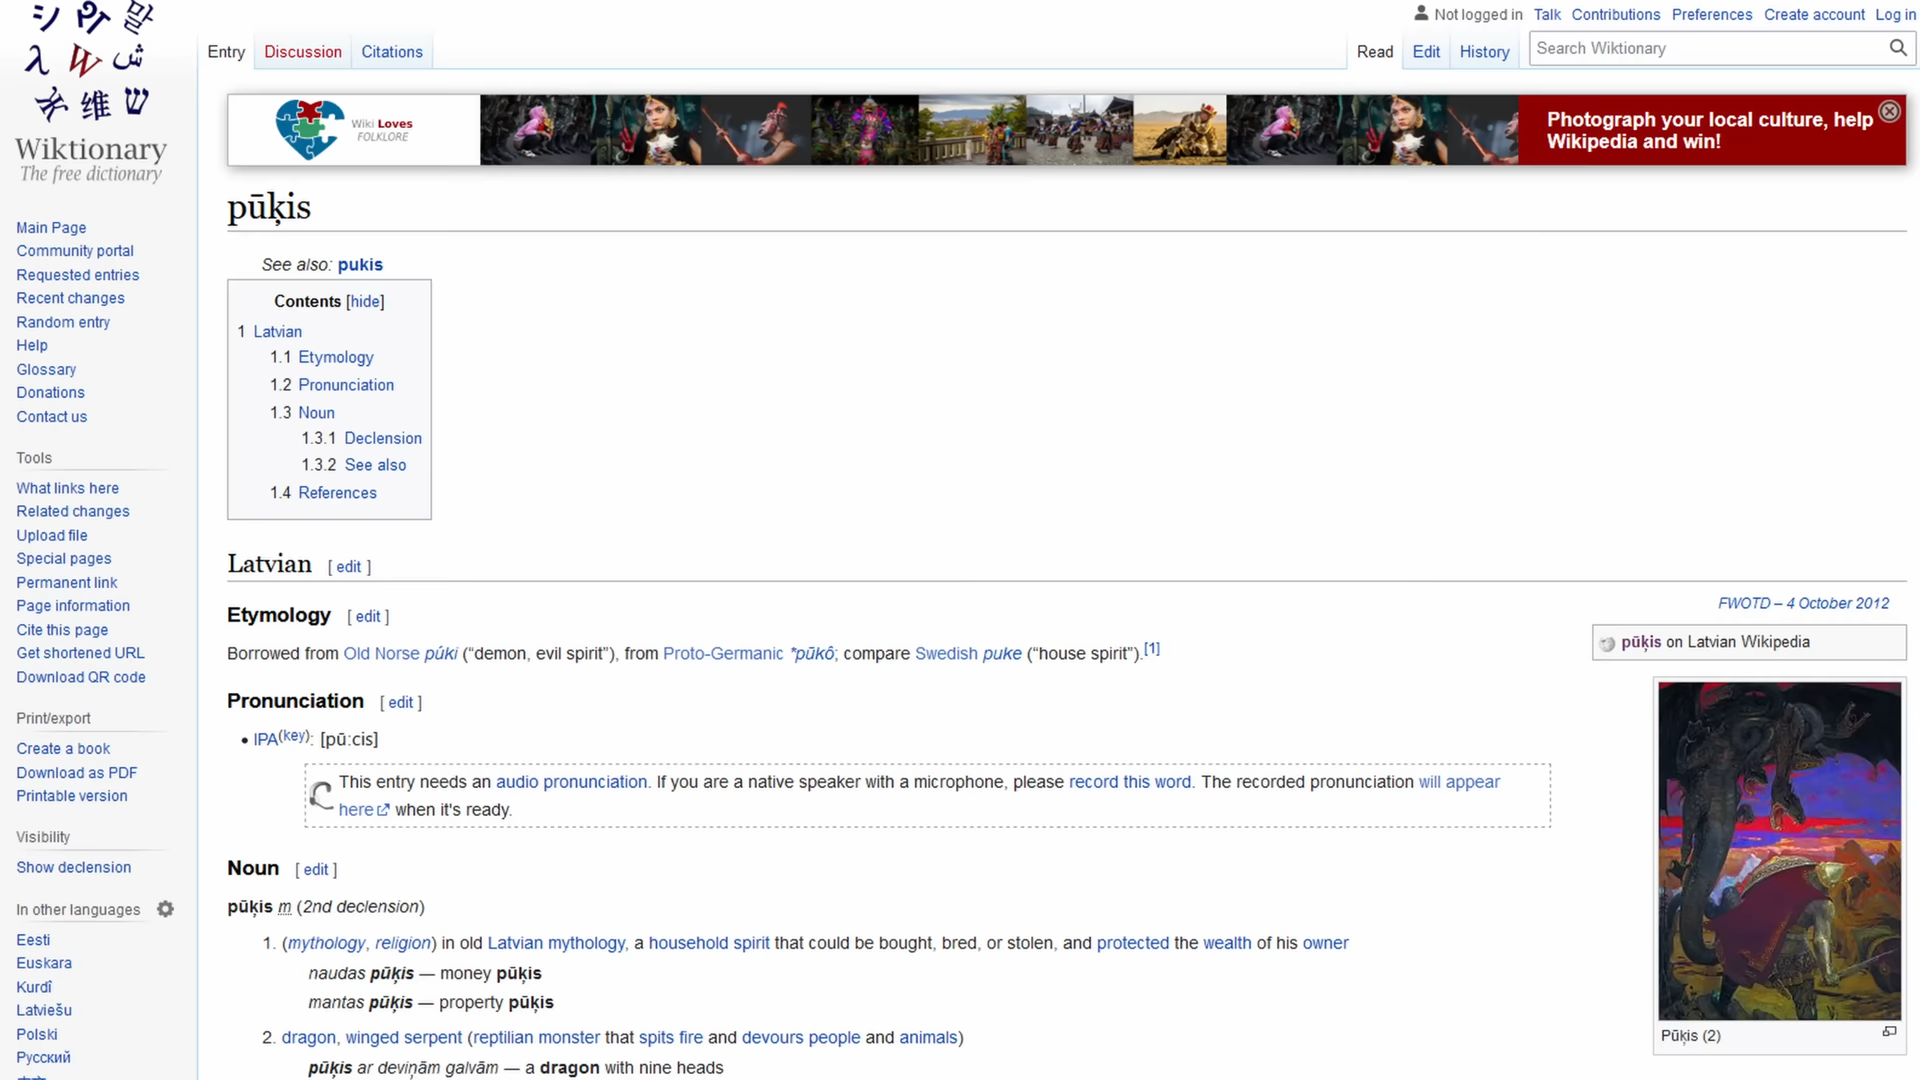 Not logged in Talk Contributions Preferences Create account Log in
Entry Discussion Citations Read Edit History Search Wiktionary
Wiktionary
The free dictionary
Wiki Loves
FOLKLORE
Photograph your local culture, help
Wikipedia and win!
Main Page
Community portal
Requested entries
Recent changes
Random entry
Help
Glossary
Donations
Contact us
Tools
What links here
Related changes
Upload file
Special pages
Permanent link
Page information
Cite this page
Get shortened URL
Download QR code
Print/export
Create a book
Download as PDF
Printable version
Visibility
Show declension
In other languages
Eesti
Euskara
Kurdî
Latviešu
Polski
Русский
pūķis
See also: pukis
Contents [hide]
1 Latvian
1.1 Etymology
1.2 Pronunciation
1.3 Noun
1.3.1 Declension
1.3.2 See also
1.4 References
Latvian [ edit ]
FWOTD – 4 October 2012
Etymology [ edit ]
pūķis on Latvian Wikipedia
Borrowed from Old Norse púki (“demon, evil spirit”), from Proto-Germanic *pūkô; compare Swedish puke (“house spirit”).[1]
Pronunciation [ edit ]
• IPA(key): [pūːcis]
This entry needs an audio pronunciation. If you are a native speaker with a microphone, please record this word. The recorded pronunciation will appear
here when it's ready.
Noun [ edit ]
pūķis m (2nd declension)
1. (mythology, religion) in old Latvian mythology, a household spirit that could be bought, bred, or stolen, and protected the wealth of his owner
naudas pūķis — money pūķis
mantas pūķis — property pūķis
2. dragon, winged serpent (reptilian monster that spits fire and devours people and animals)
pūķis ar deviņām galvām — a dragon with nine heads
Pūķis (2)